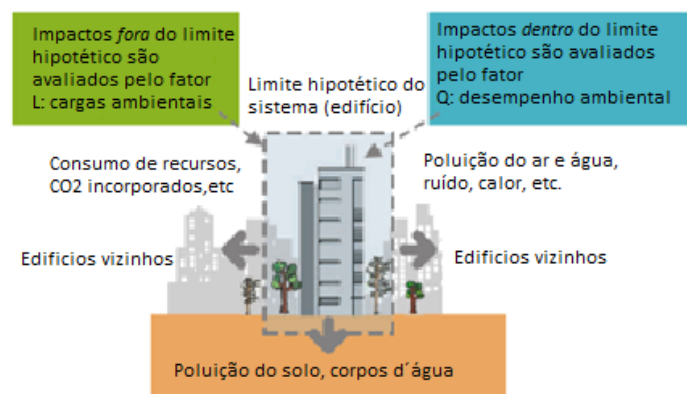 Impactos fora do limite
hipotético são
avaliados pelo fator
L: cargas ambientais
Impactos dentro do limite
hipotético são avaliados
pelo fator
Q: desempenho ambiental
Limite hipotético do
sistema (edifício)
Consumo de recursos,
CO2 incorporados,etc
Poluição do ar e água,
ruído, calor, etc.
Edificios vizinhos
Edificios vizinhos
Poluição do solo, corpos d´água